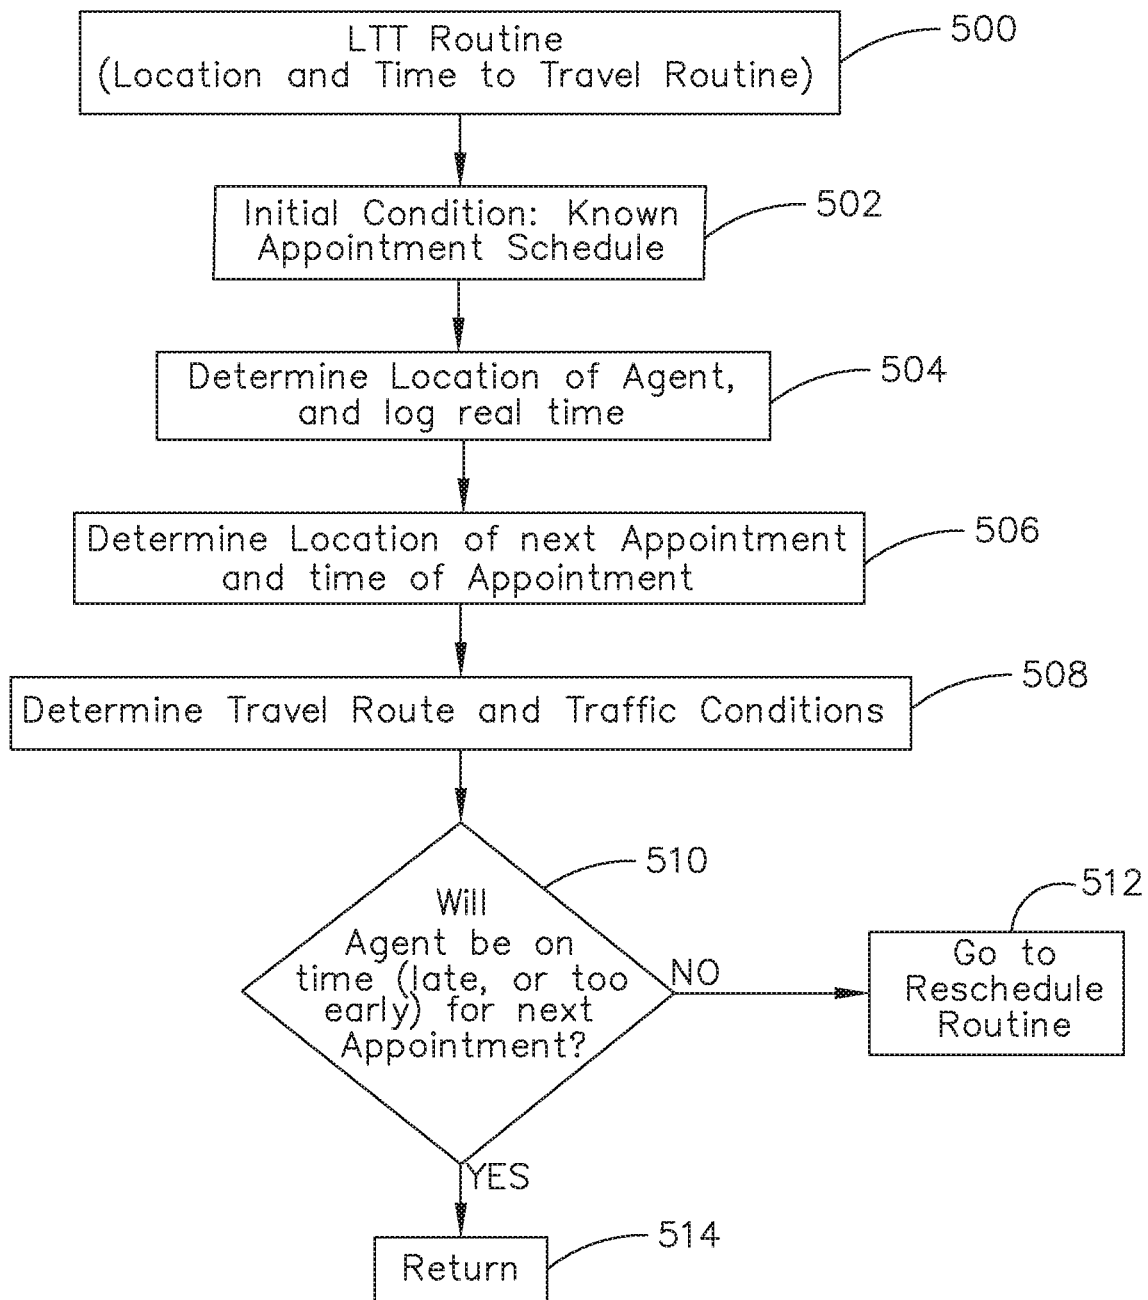 LTT Routine
(Location and Time to Travel Routine)
500
Initial Condition: Known
Appointment Schedule
502
Determine Location of Agent,
and log real time
504
Determine Location of next Appointment
and time of Appointment
506
Determine Travel Route and Traffic Conditions
508
Will
Agent be on
time (late, or too
early) for next
Appointment?
510
NO
Go to
Reschedule
Routine
512
YES
Return
514